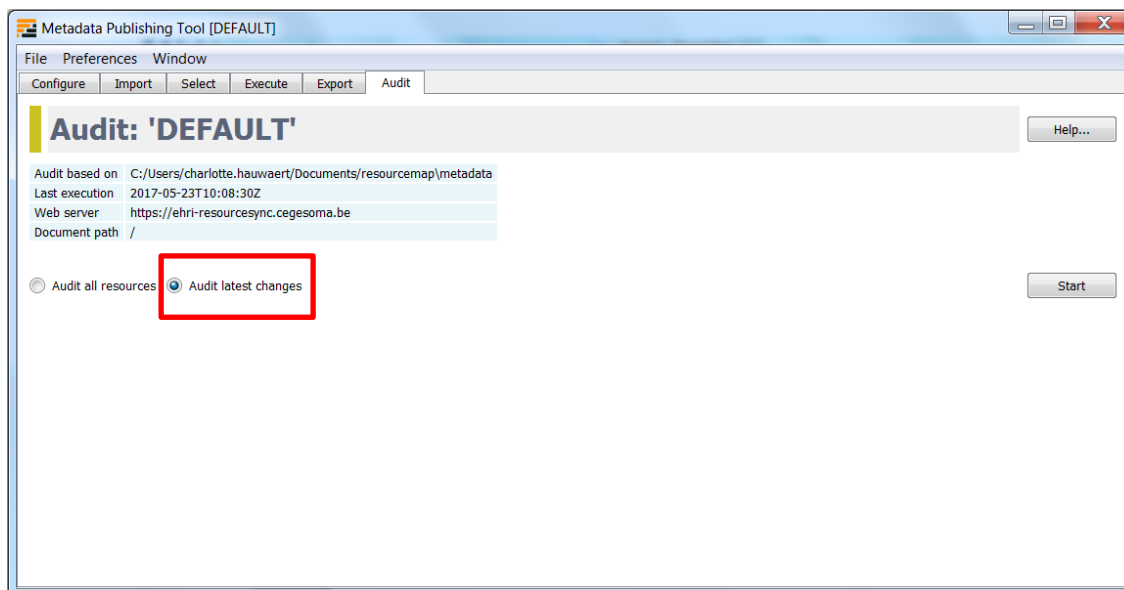 Metadata Publishing Tool [DEFAULT]
File Preferences Window
Configure Import Select Execute Export Audit
Audit: 'DEFAULT'
Help...
Audit based on C:/Users/charlotte.hauwaert/Documents/resourcemap\metadata
Last execution 2017-05-23T10:08:30Z
Web server https://ehri-resourcesync.cegesoma.be
Document path /
Audit all resources Audit latest changes Start